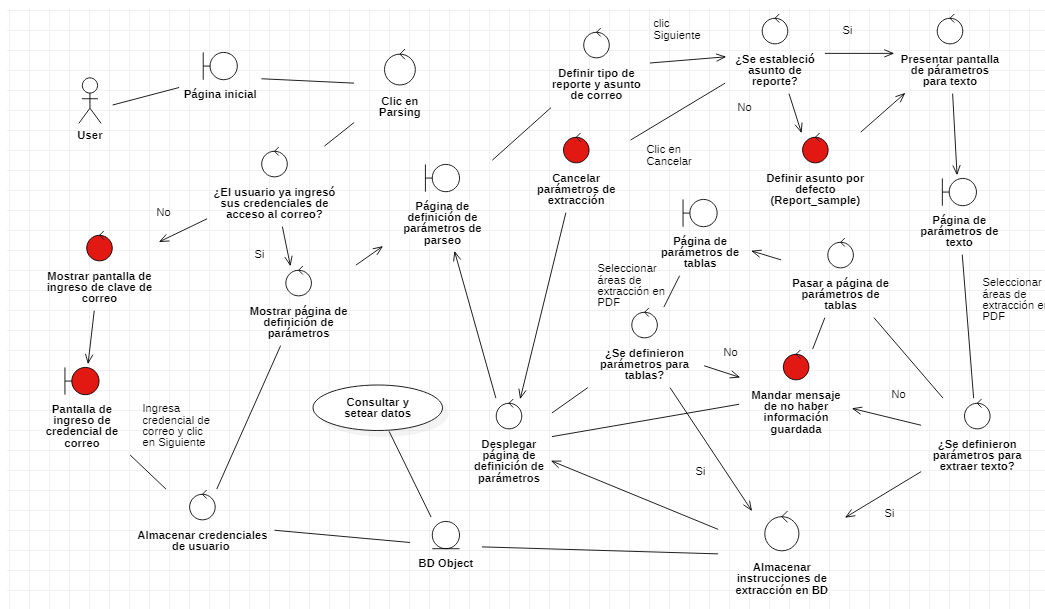 User
Página inicial
Clic en
Parsing
¿El usuario ya ingresó
sus credenciales de
acceso al correo?
No
Si
Mostrar pantalla de
ingreso de clave de
correo
Mostrar página de
definición de
parámetros
Pantalla de
ingreso de
credencial de
correo
Ingresa
credencial de
correo y clic
en Siguiente
Almacenar credenciales
de usuario
Consultar y
setear datos
BD Object
Página de
definición de
parámetros de
parseo
Definir tipo de
reporte y asunto
de correo
clic
Siguiente
¿Se estableció
asunto de
reporte?
Si
No
Presentar pantalla
de párametros
para texto
Clic en
Cancelar
Cancelar
parámetros de
extracción
Definir asunto por
defecto
(Report_sample)
Página de
parámetros de
texto
Página de
parámetros de
tablas
Pasar a página de
parámetros de
tablas
Seleccionar
áreas de
extracción en
PDF
Seleccionar
áreas de
extracción en
PDF
¿Se definieron
parámetros para
tablas?
No
Mandar mensaje
de no haber
información
guardada
No
¿Se definieron
parámetros para
extraer texto?
Desplegar
página de
definición de
parámetros
Si
Si
Almacenar
instrucciones de
extracción en BD